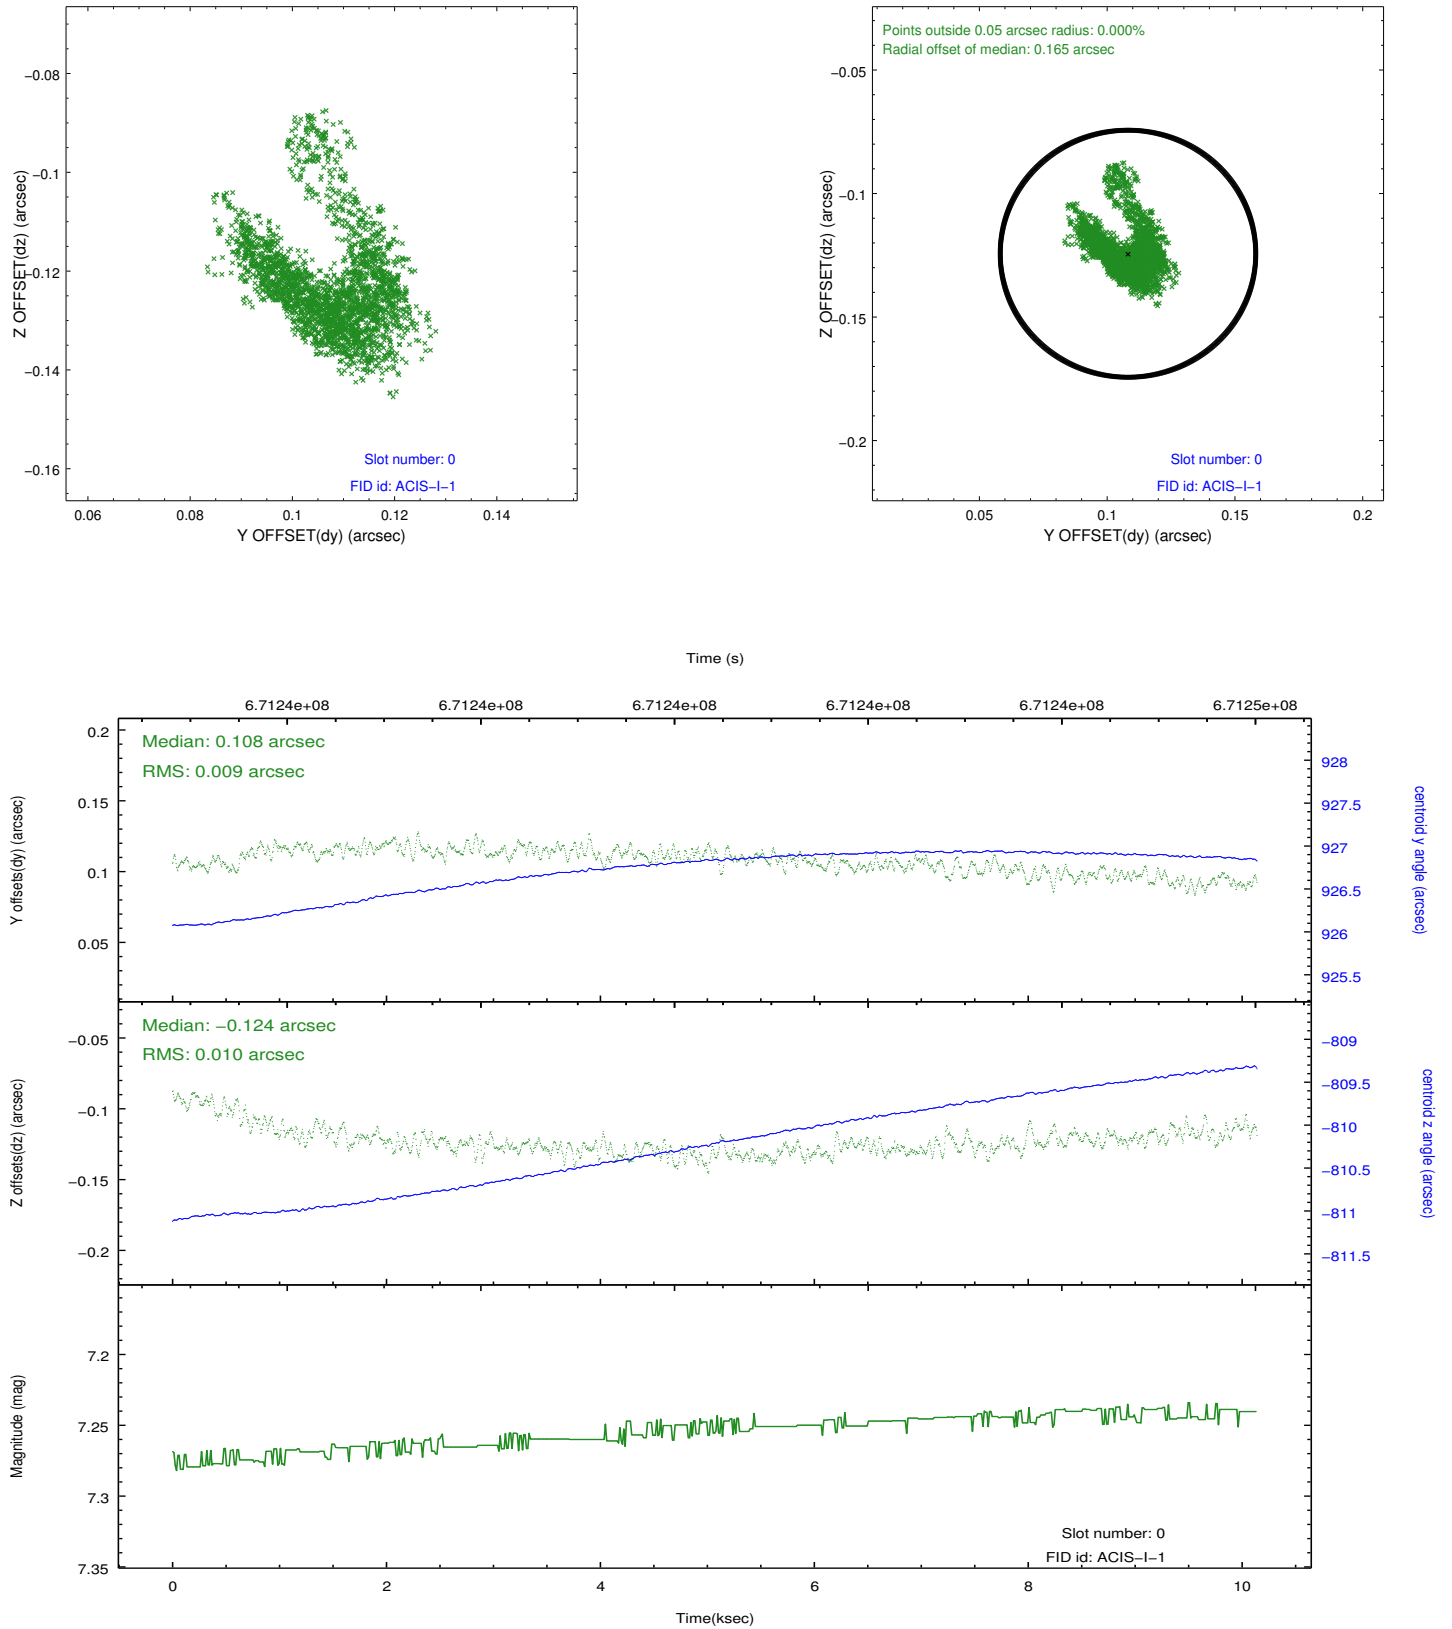 −0.08
−0.1
−0.12
−0.14
−0.16
Z OFFSET(dz) (arcsec)
Slot number: 0
FID id: ACIS−I−1
0.06 0.08 0.1 0.12 0.14
Y OFFSET(dy) (arcsec)
Points outside 0.05 arcsec radius: 0.000%
Radial offset of median: 0.165 arcsec
−0.05
−0.1
−0.15
−0.2
Z OFFSET(dz) (arcsec)
Slot number: 0
FID id: ACIS−I−1
0.05 0.1 0.15 0.2
Y OFFSET(dy) (arcsec)
Time (s)
6.7124e+08 6.7124e+08 6.7124e+08 6.7124e+08 6.7124e+08 6.7125e+08
Median: 0.108 arcsec
RMS: 0.009 arcsec
0.2
0.15
0.1
0.05
Y offsets(dy) (arcsec)
928
927.5
927
926.5
926
925.5
centroid y angle (arcsec)
Median: −0.124 arcsec
RMS: 0.010 arcsec
−0.05
−0.1
−0.15
−0.2
Z offsets(dz) (arcsec)
−809
−809.5
−810
−810.5
−811
−811.5
centroid z angle (arcsec)
7.2
7.25
7.3
7.35
Magnitude (mag)
Slot number: 0
FID id: ACIS−I−1
0 2 4 6 8 10
Time(ksec)